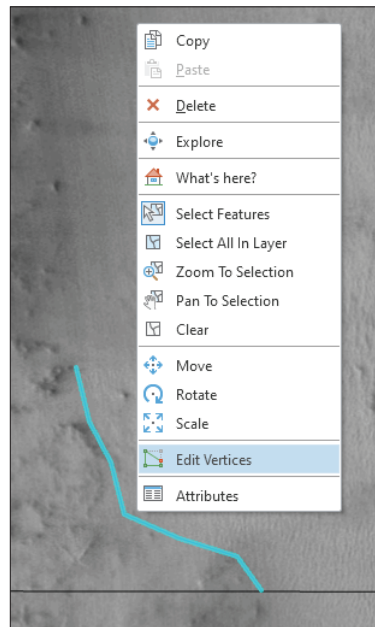 Copy
Paste
Delete
Explore
What's here?
Select Features
Select All In Layer
Zoom To Selection
Pan To Selection
Clear
Move
Rotate
Scale
Edit Vertices
Attributes